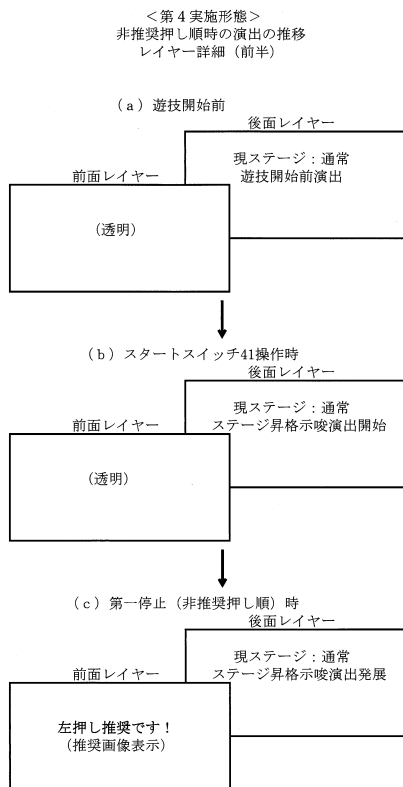 ＜第４実施形態＞
非推奨押し順時の演出の推移
レイヤー詳細（前半）
（ａ）遊技開始前
後面レイヤー
現ステージ：通常
遊技開始前演出
前面レイヤー
（透明）
（ｂ）スタートスイッチ41操作時
後面レイヤー
現ステージ：通常
ステージ昇格示唆演出開始
前面レイヤー
（透明）
（ｃ）第一停止（非推奨押し順）時
後面レイヤー
現ステージ：通常
ステージ昇格示唆演出発展
前面レイヤー
左押し推奨です！
（推奨画像表示）